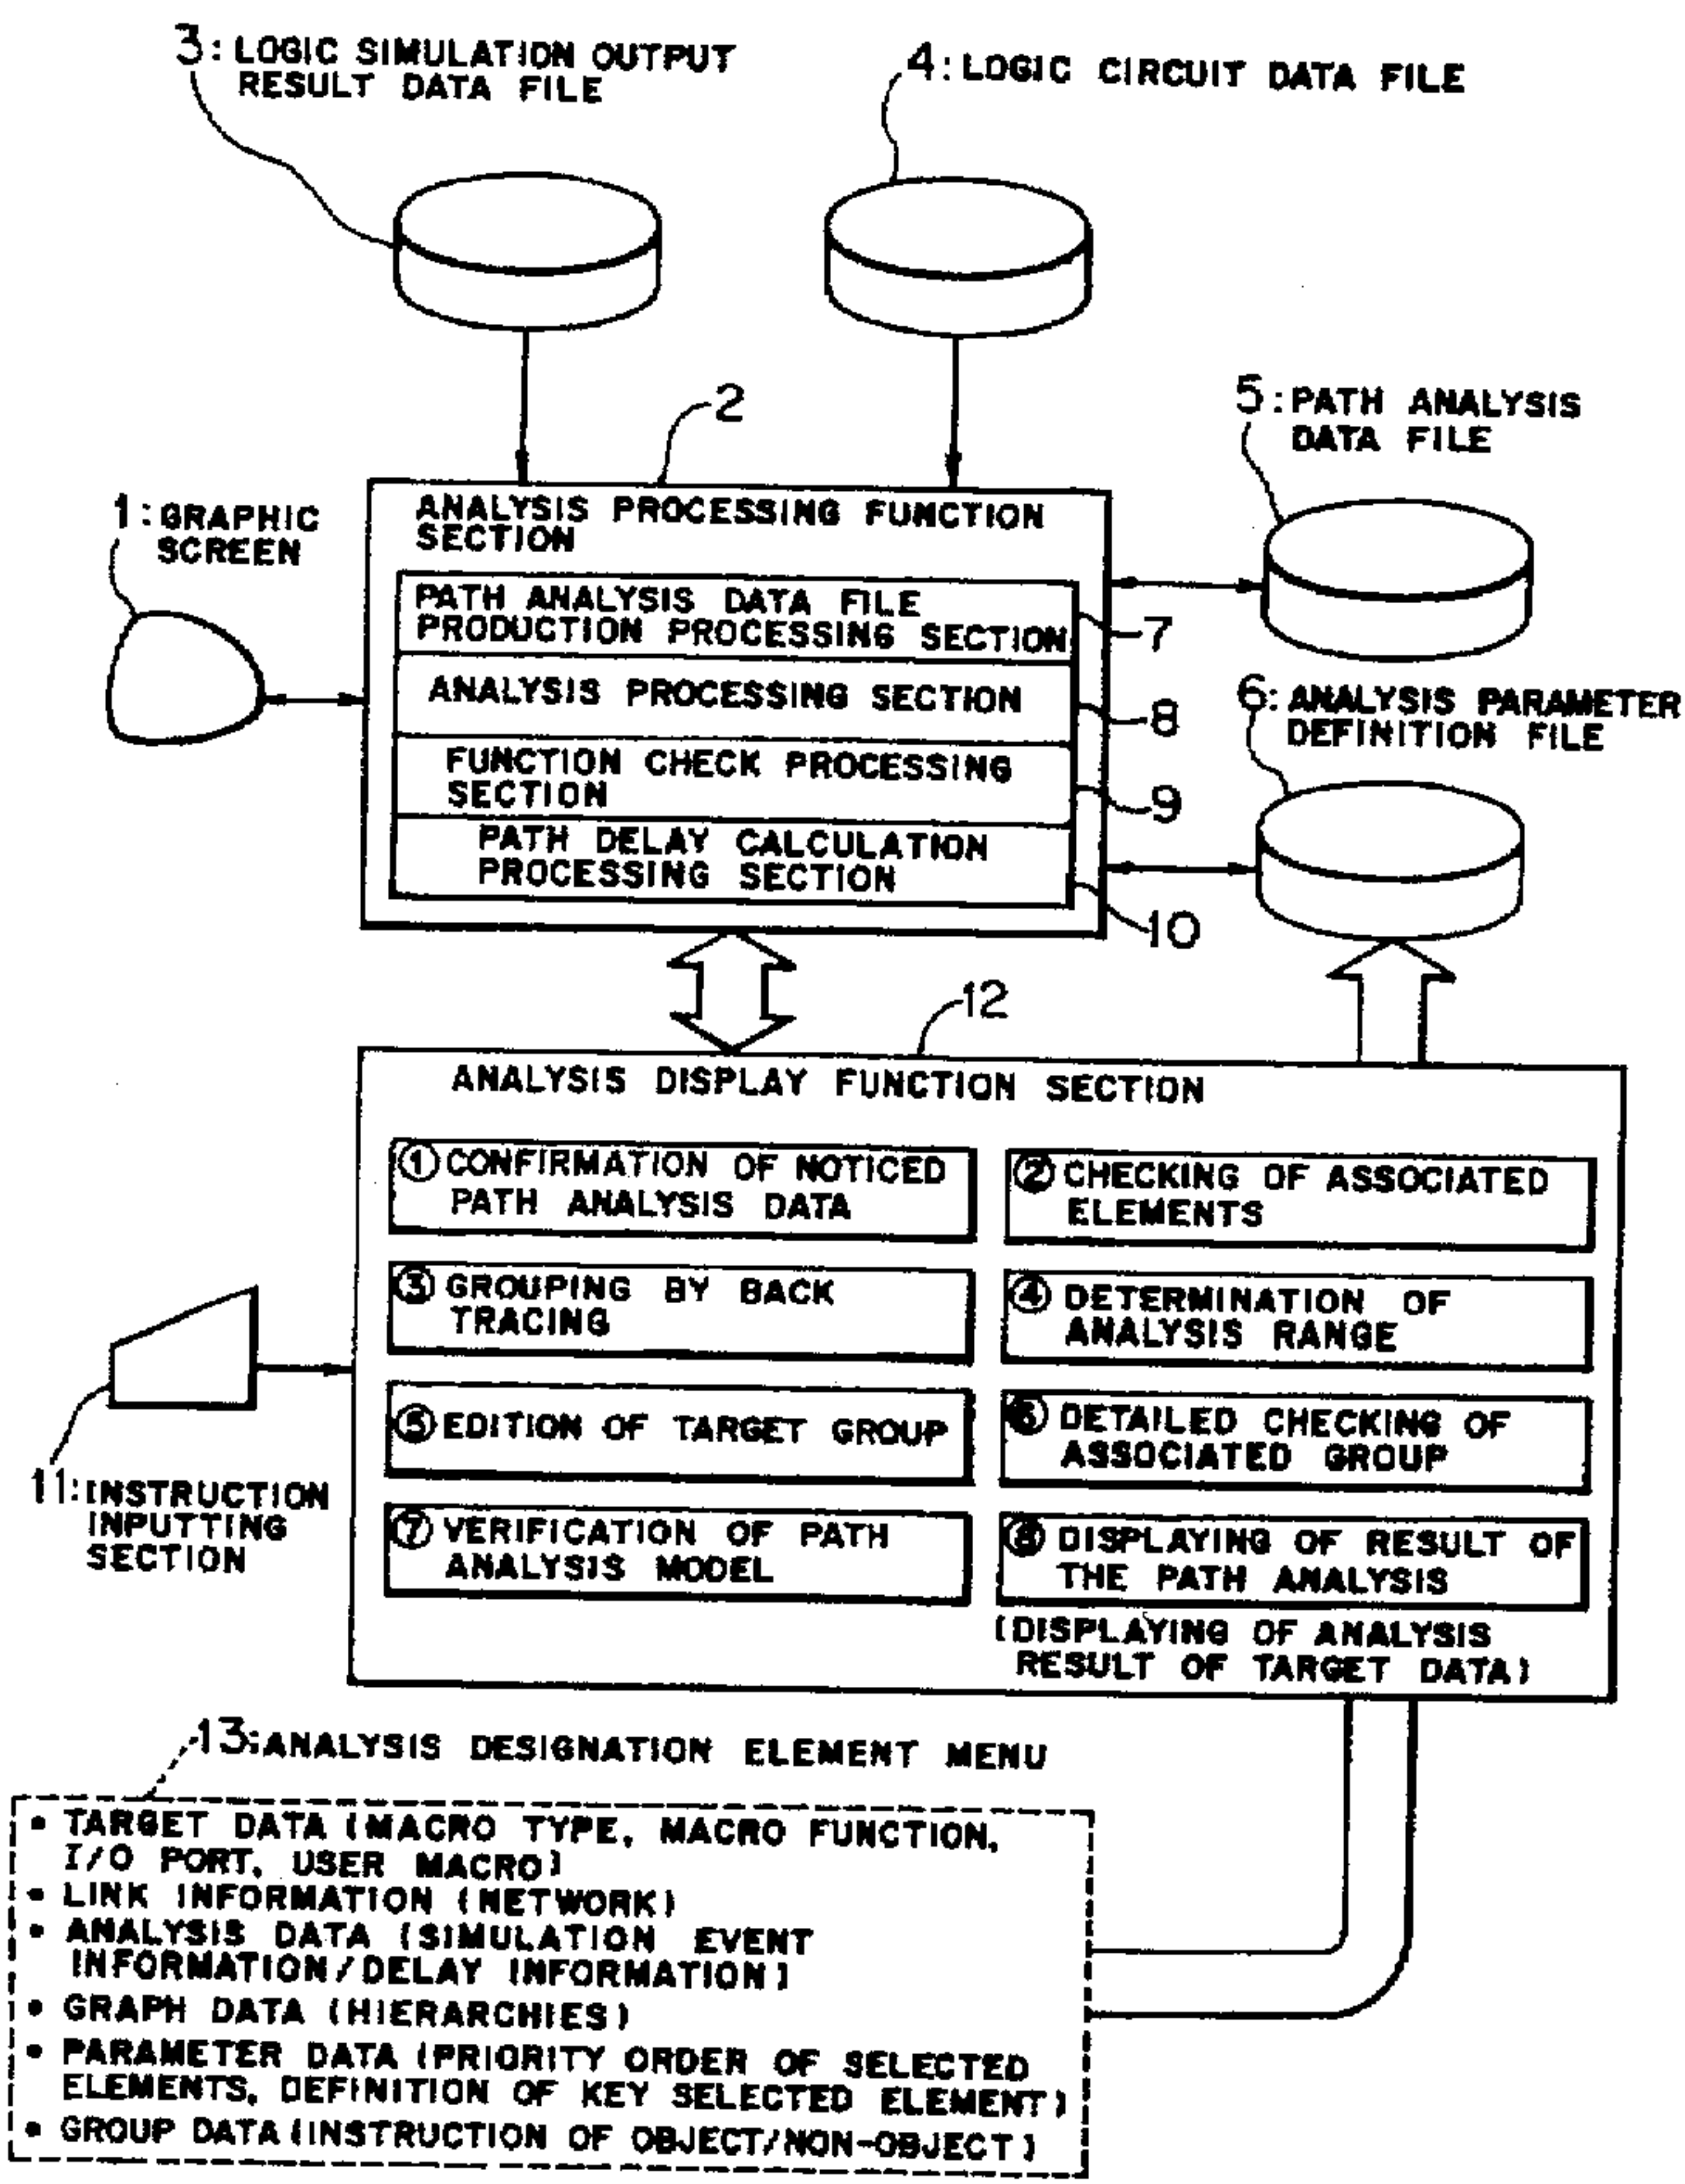 3: LOGIC SIMULATION OUTPUT
RESULT DATA FILE
4: LOGIC CIRCUIT DATA FILE
2
5: PATH ANALYSIS
DATA FILE
1: GRAPHIC
SCREEN
ANALYSIS PROCESSING FUNCTION
SECTION
PATH ANALYSIS DATA FILE
PRODUCTION PROCESSING SECTION
7
ANALYSIS PROCESSING SECTION
8
6: ANALYSIS PARAMETER
DEFINITION FILE
FUNCTION CHECK PROCESSING
SECTION
9
PATH DELAY CALCULATION
PROCESSING SECTION
10
12
ANALYSIS DISPLAY FUNCTION SECTION
① CONFIRMATION OF NOTICED
PATH ANALYSIS DATA
② CHECKING OF ASSOCIATED
ELEMENTS
③ GROUPING BY BACK
TRACING
④ DETERMINATION OF
ANALYSIS RANGE
⑤ EDITION OF TARGET GROUP
⑥ DETAILED CHECKING OF
ASSOCIATED GROUP
11: INSTRUCTION
INPUTTING
SECTION
⑦ VERIFICATION OF PATH
ANALYSIS MODEL
⑧ DISPLAYING OF RESULT OF
THE PATH ANALYSIS
(DISPLAYING OF ANALYSIS
RESULT OF TARGET DATA)
13: ANALYSIS DESIGNATION ELEMENT MENU
• TARGET DATA (MACRO TYPE, MACRO FUNCTION,
I/O PORT, USER MACRO)
• LINK INFORMATION (NETWORK)
• ANALYSIS DATA (SIMULATION EVENT
INFORMATION/DELAY INFORMATION)
• GRAPH DATA (HIERARCHIES)
• PARAMETER DATA (PRIORITY ORDER OF SELECTED
ELEMENTS, DEFINITION OF KEY SELECTED ELEMENT)
• GROUP DATA (INSTRUCTION OF OBJECT/NON-OBJECT)